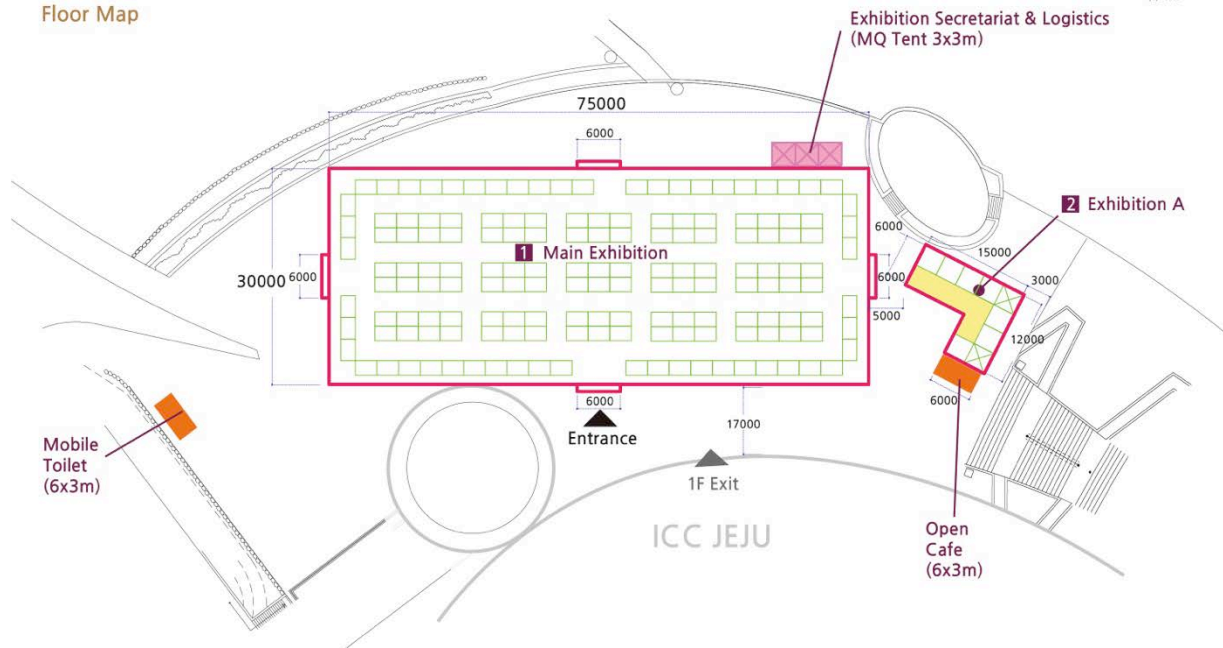 Floor Map
Exhibition Secretariat & Logistics
(MQ Tent 3x3m)
75000
6000
2 Exhibition A
6000
15000
1 Main Exhibition
30000
6000
6000
3000
5000
12000
6000
6000
17000
Entrance
Mobile
Toilet
(6x3m)
1F Exit
ICC JEJU
Open
Cafe
(6x3m)